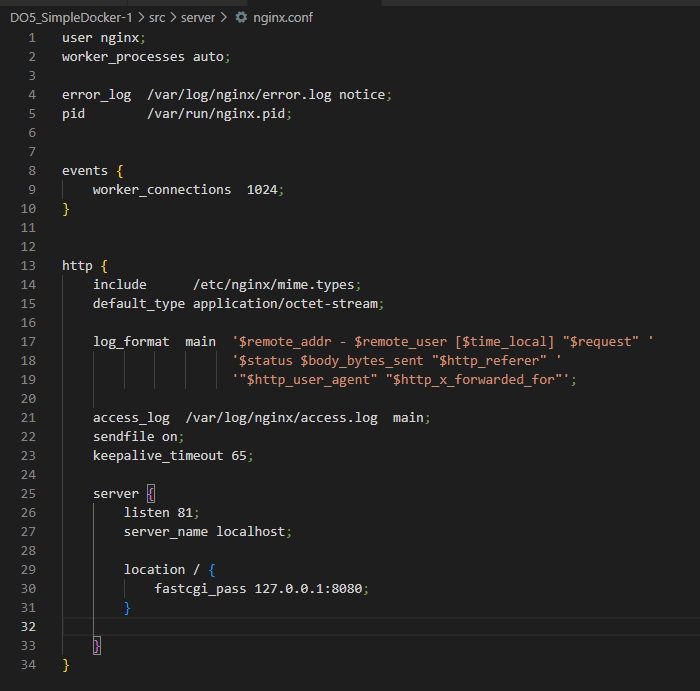 DO5_SimpleDocker-1 > src > server > nginx.conf
1 user nginx;
2 worker_processes auto;
3
4 error_log  /var/log/nginx/error.log notice;
5 pid        /var/run/nginx.pid;
6
7
8 events {
9     worker_connections  1024;
10 }
11
12
13 http {
14     include      /etc/nginx/mime.types;
15     default_type application/octet-stream;
16
17     log_format  main  '$remote_addr - $remote_user [$time_local] "$request" '
18                       '$status $body_bytes_sent "$http_referer" '
19                       '"$http_user_agent" "$http_x_forwarded_for"';
20
21     access_log  /var/log/nginx/access.log  main;
22     sendfile on;
23     keepalive_timeout 65;
24
25     server {
26         listen 81;
27         server_name localhost;
28
29         location / {
30             fastcgi_pass 127.0.0.1:8080;
31         }
32
33     }
34 }